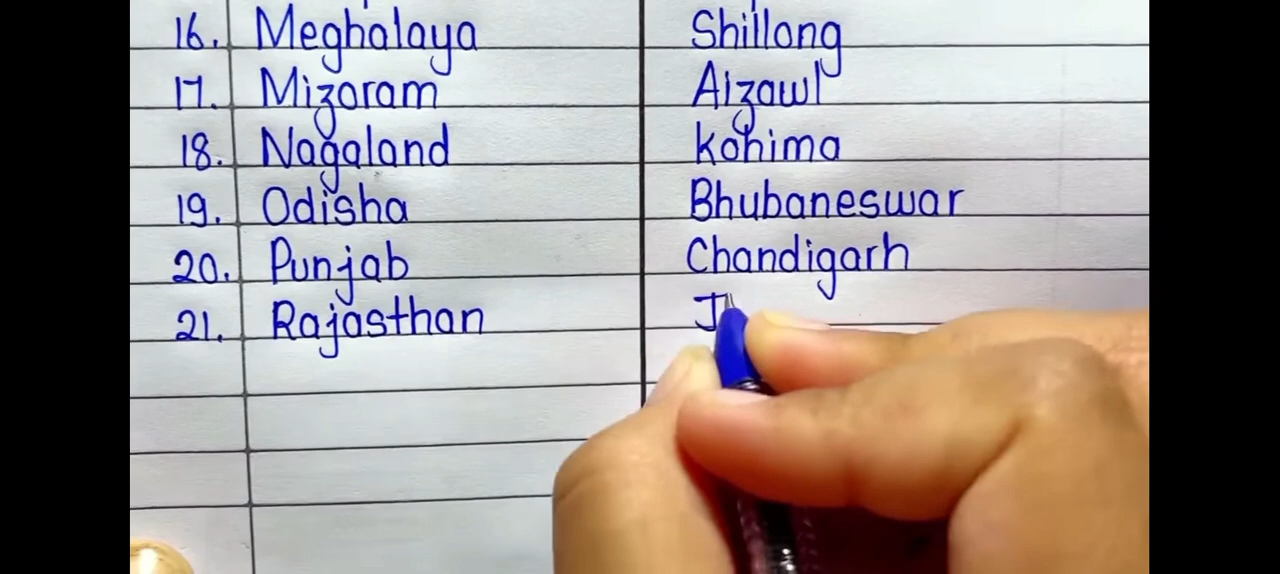 16. Meghalaya Shillong
17. Mizoram Aizawl
18. Nagaland Kohima
19. Odisha Bhubaneswar
20. Punjab Chandigarh
21. Rajasthan J